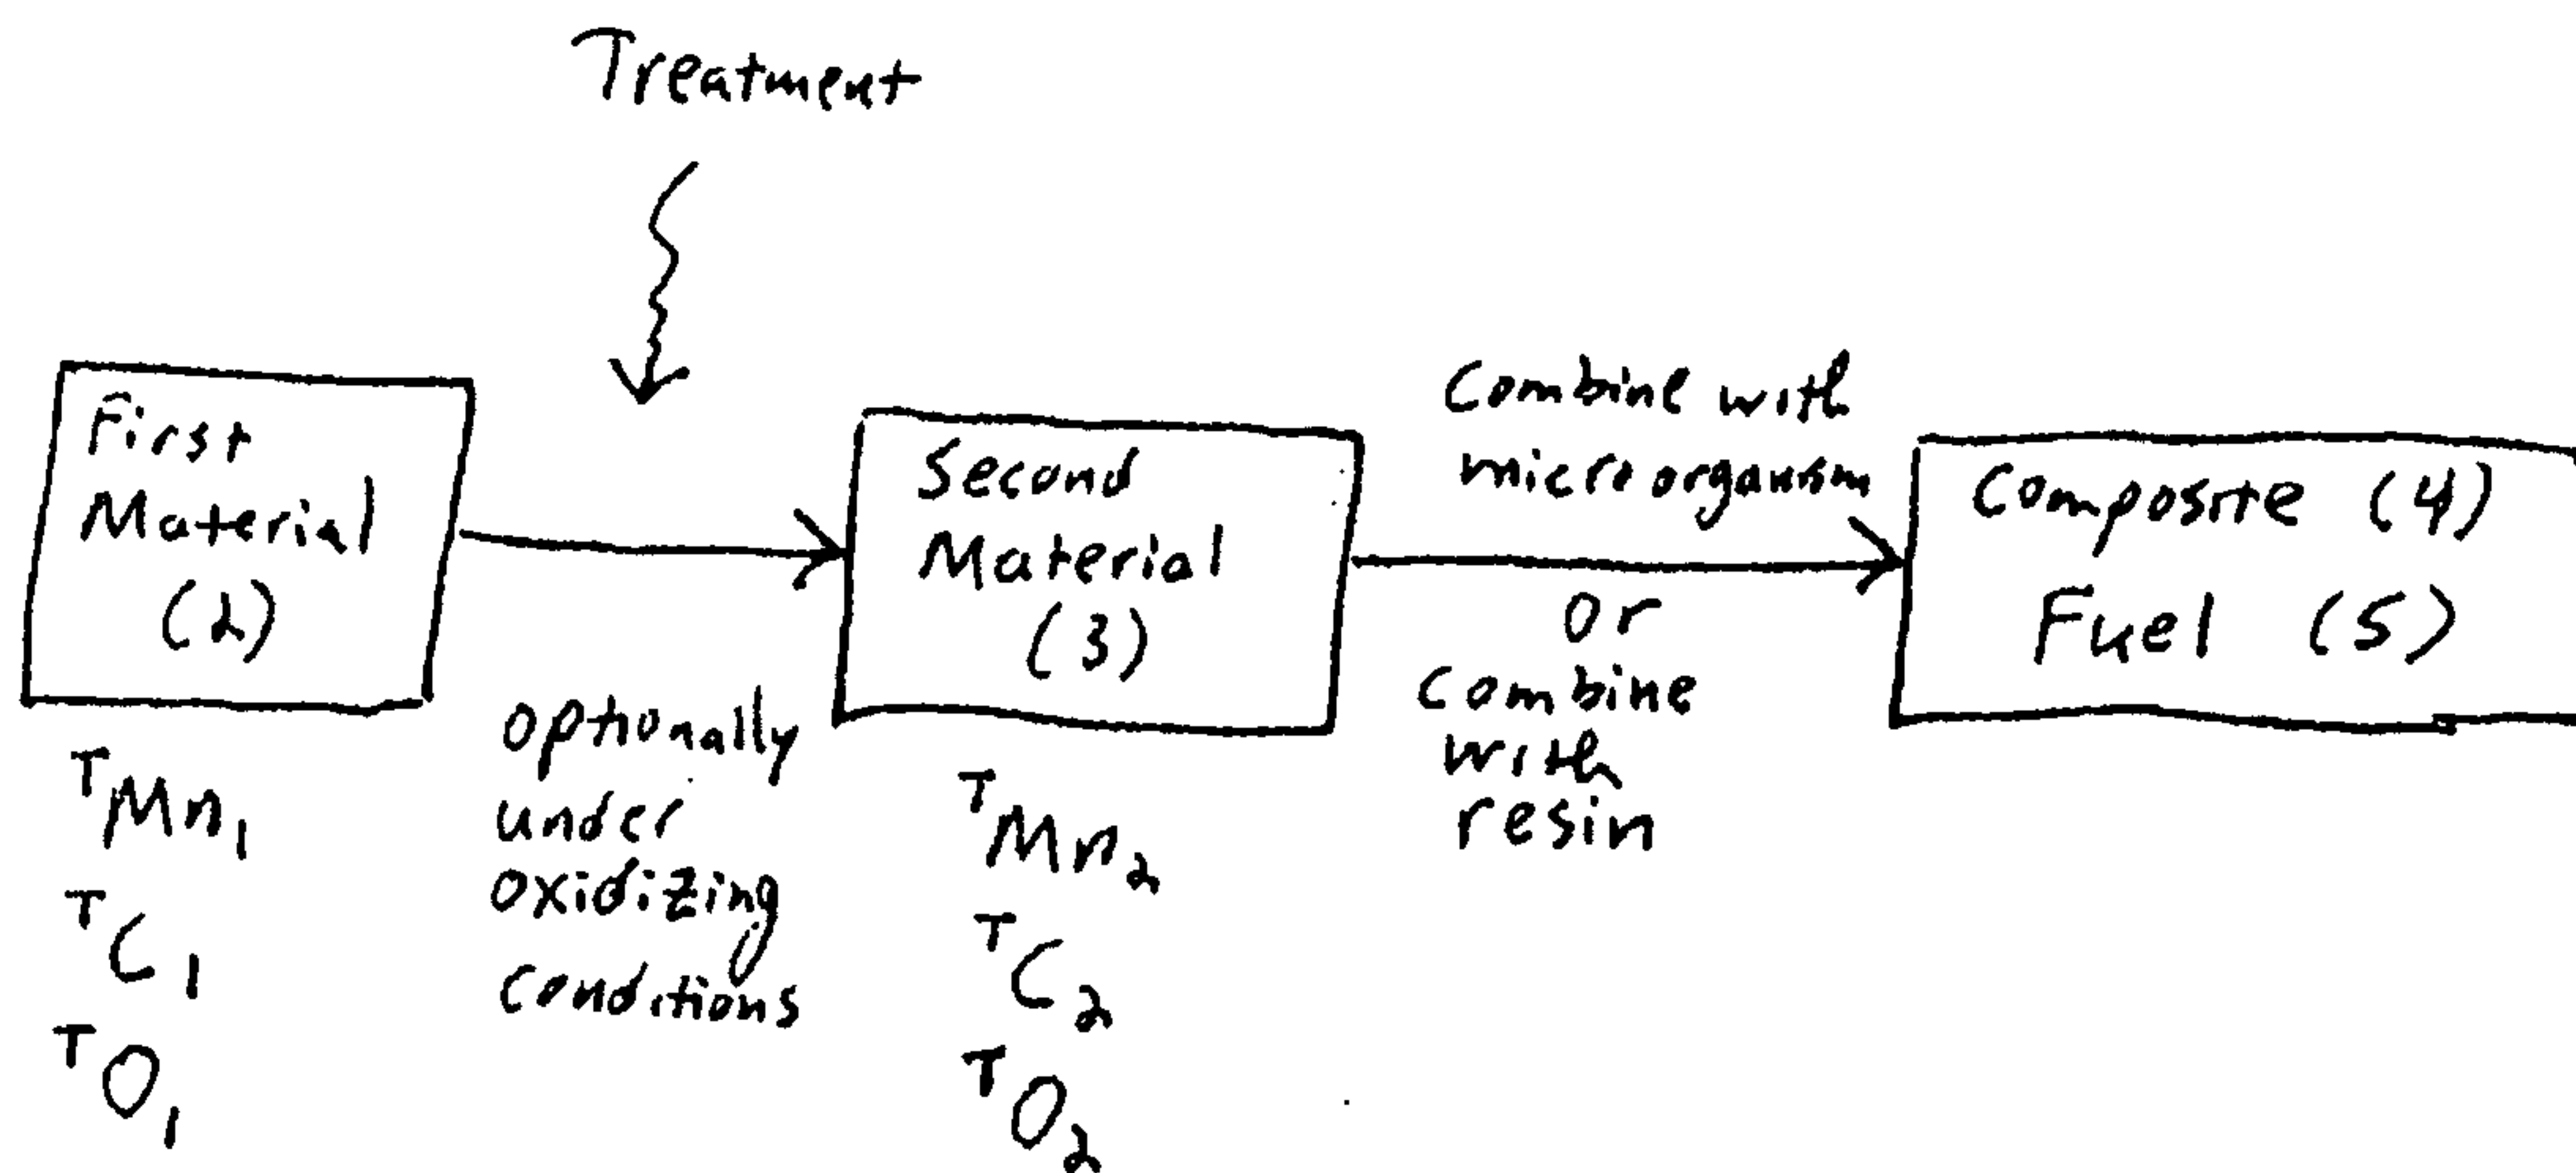 Treatment
First
Material
(2)
TMn1
TC1
TO1
optionally
under
oxidizing
conditions
Second
Material
(3)
TMn2
TC2
TO2
Combine with
microorganism
or
combine
with
resin
Composite (4)
Fuel (5)